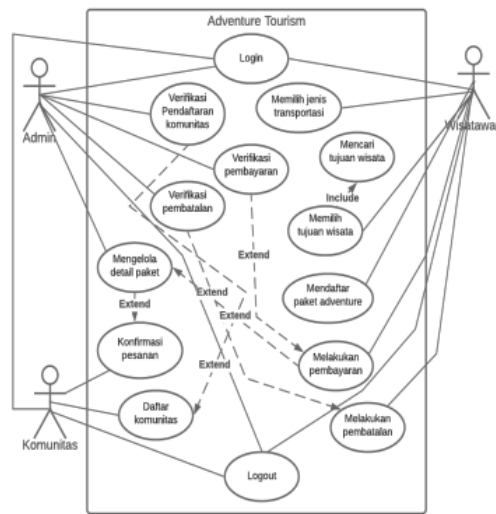 Adventure Tourism
Login
Verifikasi
Pendaftaran
komunitas
Memilih jenis
transportasi
Admin
Wisatawan
Mencari
tujuan wisata
Verifikasi
pembayaran
Include
Verifikasi
pembatalan
Memilih
tujuan wisata
Mengelola
detail paket
Extend
Extend
Extend
Extend
Mendaftar
paket adventure
Konfirmasi
pesanan
Extend
Melakukan
pembayaran
Daftar
komunitas
Melakukan
pembatalan
Komunitas
Logout